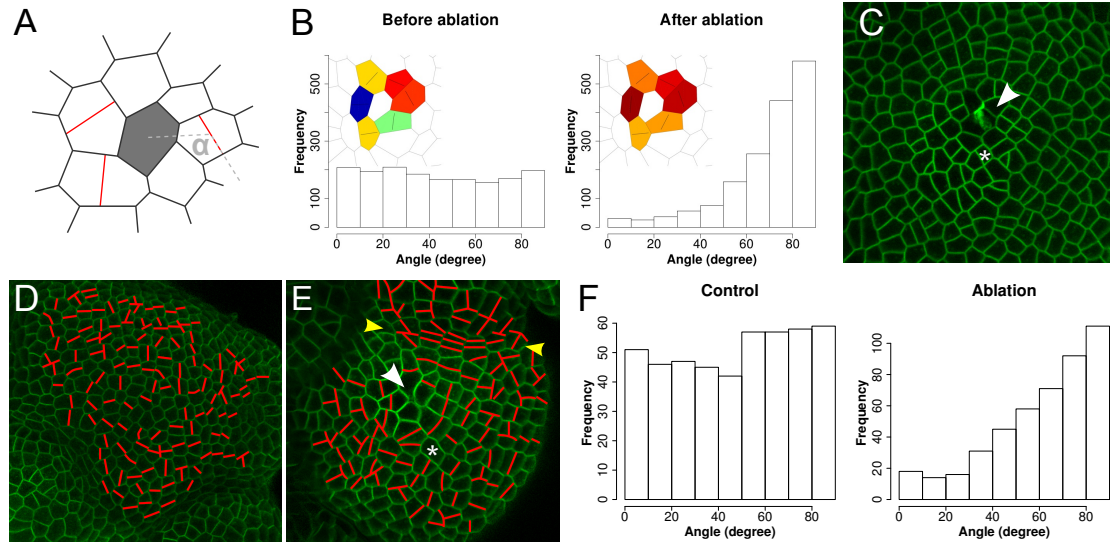 A
α
B
Before ablation
Frequency
0 100 300 500
0 20 40 60 80
Angle (degree)
After ablation
Frequency
0 100 300 500
0 20 40 60 80
Angle (degree)
C
*
D
E
*
F
Control
Frequency
0 10 20 30 40 50 60
0 20 40 60 80
Angle (degree)
Ablation
Frequency
0 20 40 60 80 100
0 20 40 60 80
Angle (degree)